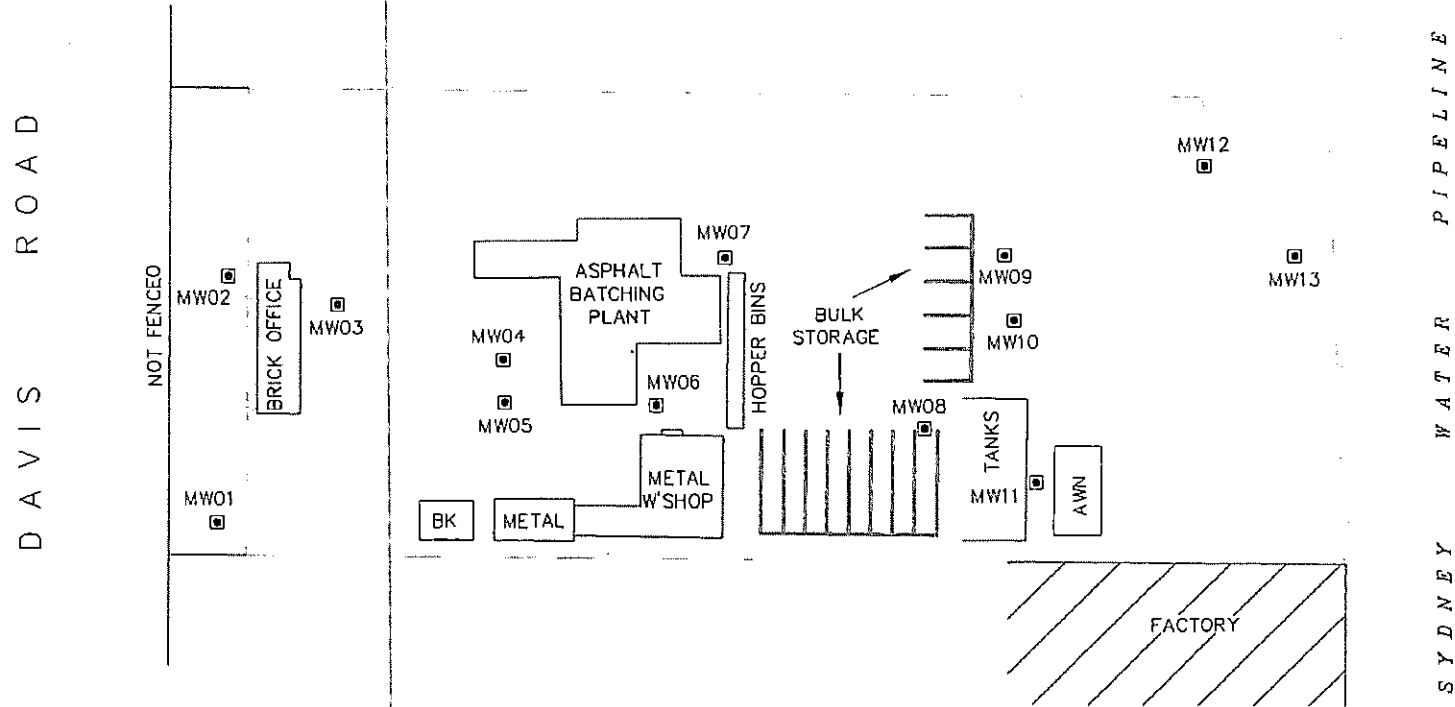 DAVIS ROAD
NOT FENCED
MW02
MW01
BRICK OFFICE
MW03
MW04
MW05
ASPHALT
BATCHING
PLANT
MW07
MW06
HOPPER BINS
BK
METAL
METAL
W'SHOP
BULK
STORAGE
MW08
MW09
MW10
TANKS
MW11
AWN
MW12
MW13
FACTORY
SYDNEY WATER PIPELINE